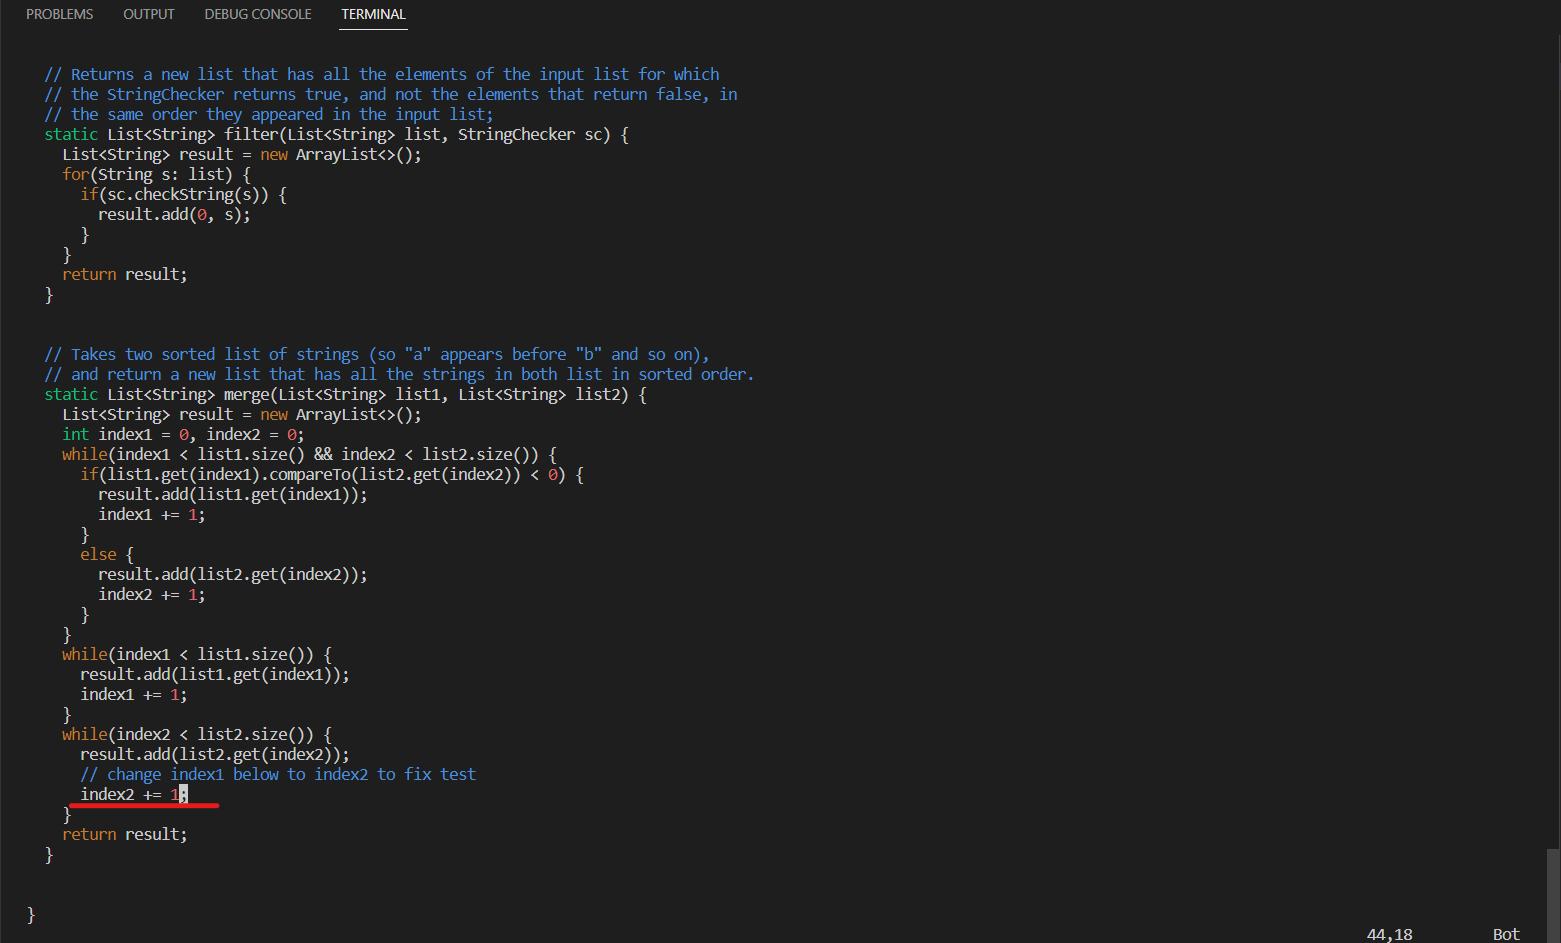 PROBLEMS OUTPUT DEBUG CONSOLE TERMINAL
// Returns a new list that has all the elements of the input list for which
// the StringChecker returns true, and not the elements that return false, in
// the same order they appeared in the input list;
static List<String> filter(List<String> list, StringChecker sc) {
List<String> result = new ArrayList<>();
for(String s: list) {
if(sc.checkString(s)) {
result.add(0, s);
}
}
return result;
}
// Takes two sorted list of strings (so "a" appears before "b" and so on),
// and return a new list that has all the strings in both list in sorted order.
static List<String> merge(List<String> list1, List<String> list2) {
List<String> result = new ArrayList<>();
int index1 = 0, index2 = 0;
while(index1 < list1.size() && index2 < list2.size()) {
if(list1.get(index1).compareTo(list2.get(index2)) < 0) {
result.add(list1.get(index1));
index1 += 1;
}
else {
result.add(list2.get(index2));
index2 += 1;
}
}
while(index1 < list1.size()) {
result.add(list1.get(index1));
index1 += 1;
}
while(index2 < list2.size()) {
result.add(list2.get(index2));
// change index1 below to index2 to fix test
index2 += 1;
}
return result;
}
}
44,18 Bot